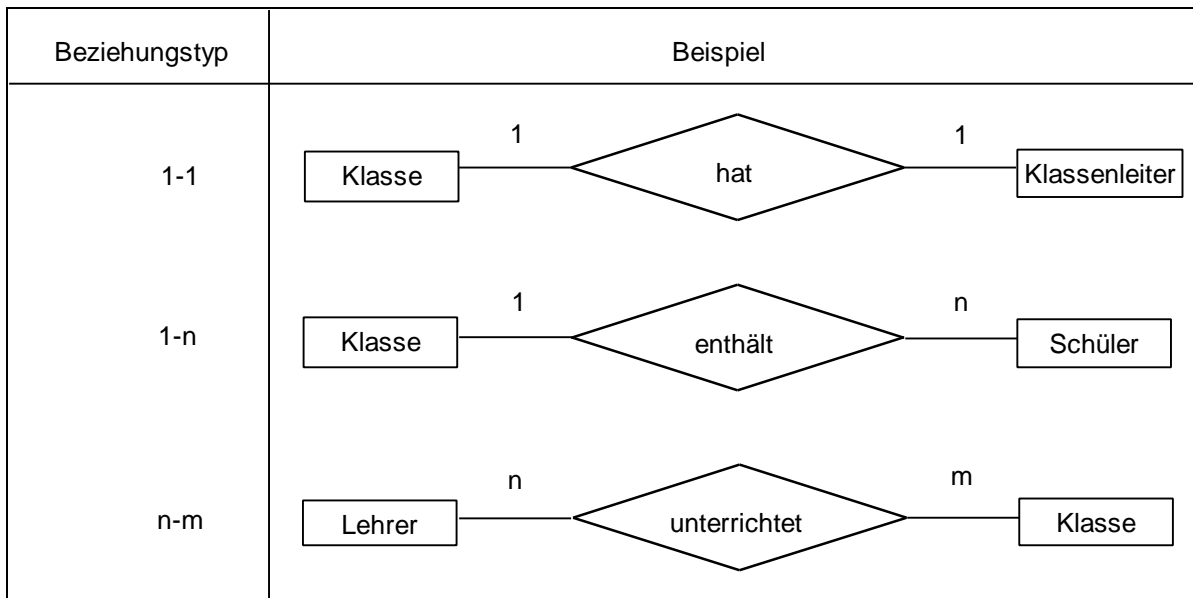 Beziehungstyp Beispiel
1-1 Klasse 1 hat 1 Klassenleiter
1-n Klasse 1 enthält n Schüler
n-m Lehrer n unterrichtet m Klasse